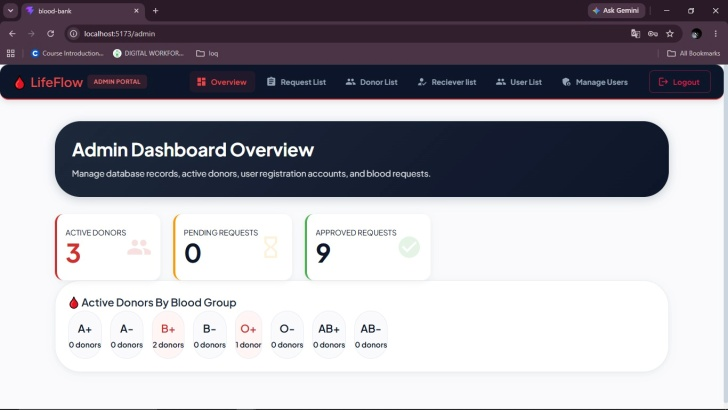 blood-bank
Ask Gemini
localhost:5173/admin
Course Introduction...
DIGITAL WORKFOR...
loq
All Bookmarks
LifeFlow
ADMIN PORTAL
Overview
Request List
Donor List
Reciever list
User List
Manage Users
Logout
Admin Dashboard Overview
Manage database records, active donors, user registration accounts, and blood requests.
ACTIVE DONORS
3
PENDING REQUESTS
0
APPROVED REQUESTS
9
Active Donors By Blood Group
A+
0 donors
A-
0 donors
B+
2 donors
B-
0 donors
O+
1 donor
O-
0 donors
AB+
0 donors
AB-
0 donors